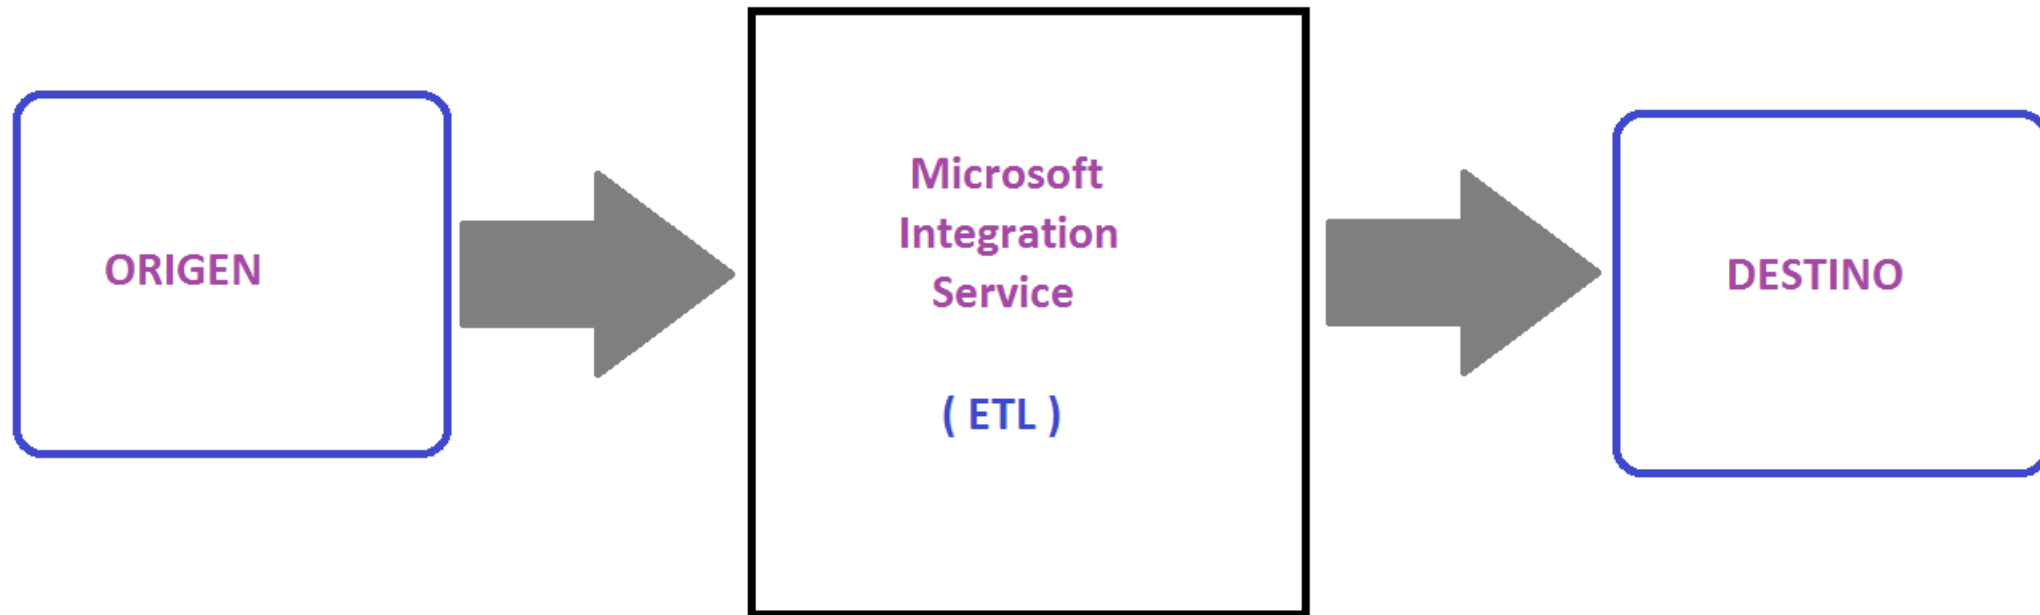 ORIGEN
Microsoft
Integration
Service
( ETL )
DESTINO